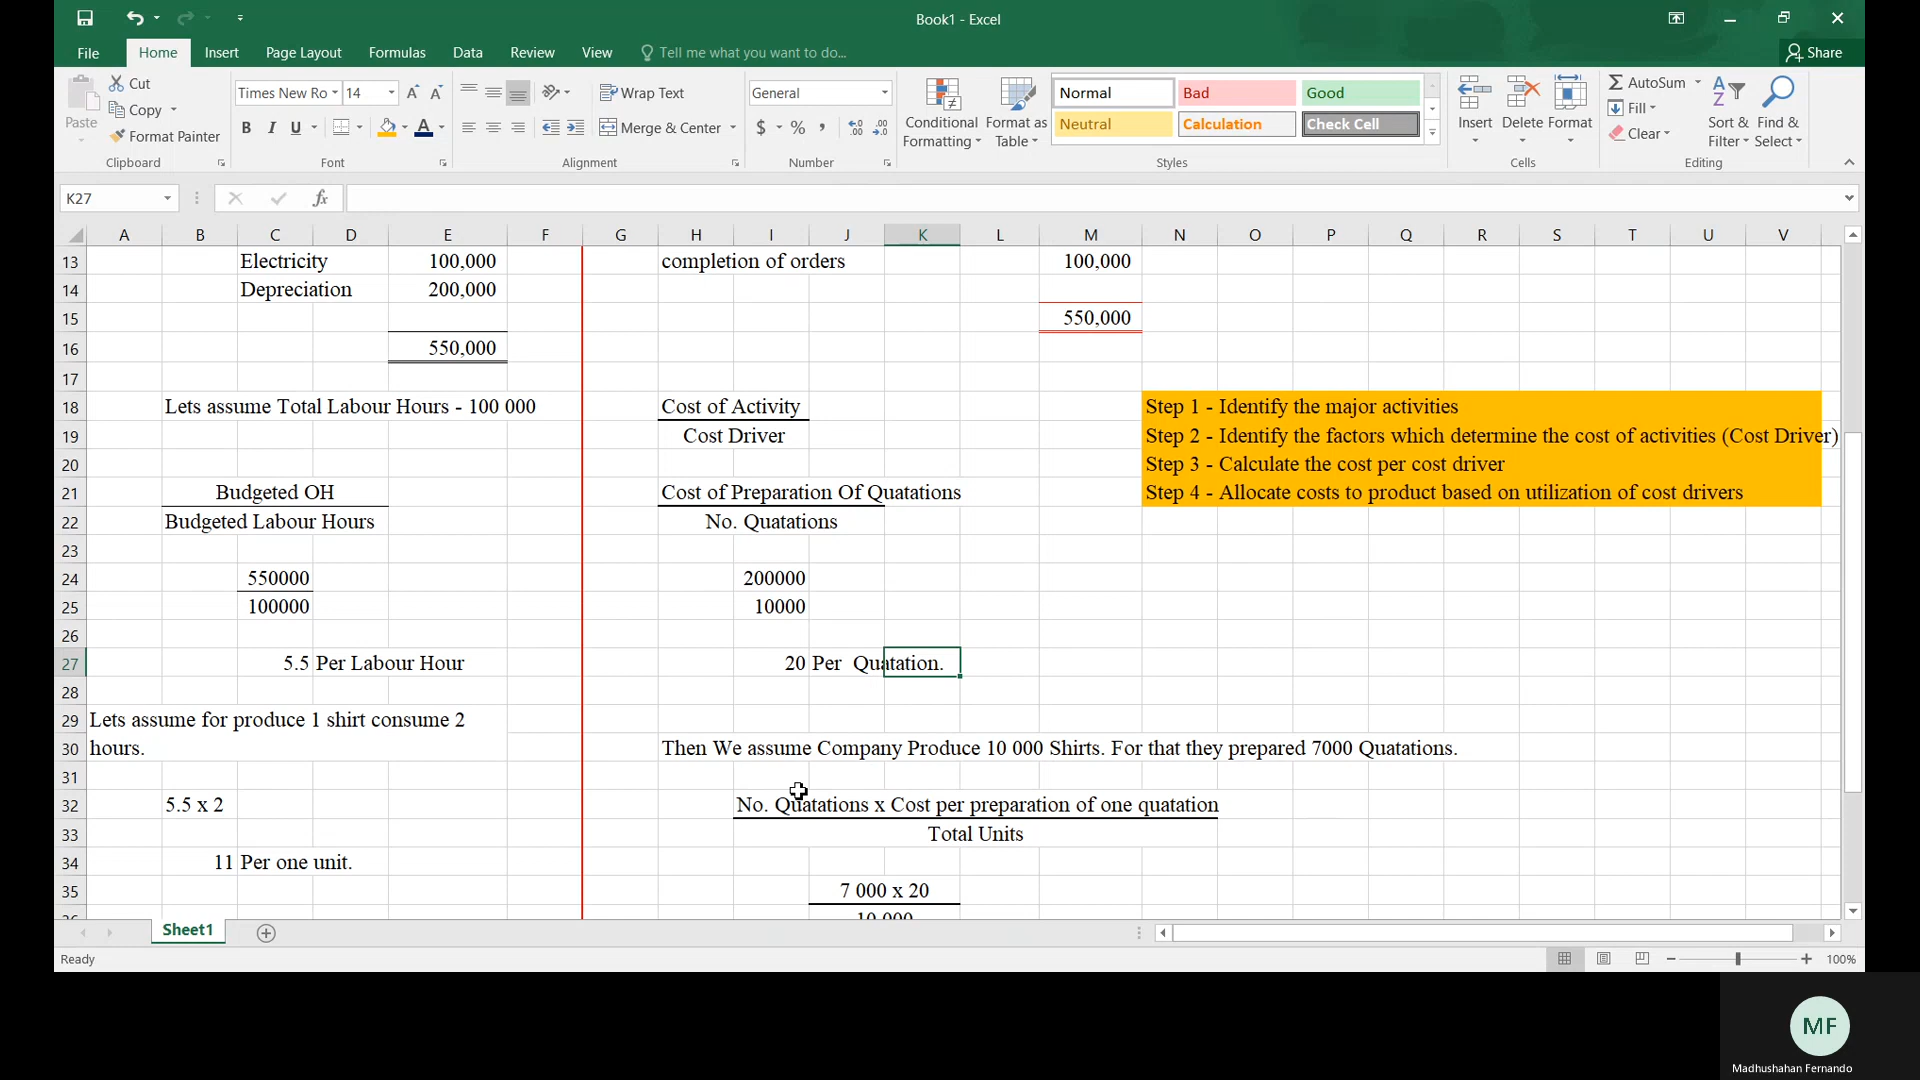 Book1 - Excel
File Home Insert Page Layout Formulas Data Review View Tell me what you want to do... Share
Paste Cut Copy Format Painter Clipboard
Times New Ro 14 B I U A Font
Wrap Text Merge & Center Alignment
General $ % , Number
Conditional Formatting Format as Table
Normal Bad Good
Neutral Calculation Check Cell
Styles
Insert Delete Format Cells
AutoSum Fill Clear Sort & Filter Find & Select Editing
K27 fx
A B C D E F G H I J K L M N O P Q R S T U V
13 Electricity 100,000 completion of orders 100,000
14 Depreciation 200,000
15 550,000
16 550,000
17
18 Lets assume Total Labour Hours - 100 000 Cost of Activity Step 1 - Identify the major activities
19 Cost Driver Step 2 - Identify the factors which determine the cost of activities (Cost Driver)
20 Step 3 - Calculate the cost per cost driver
21 Budgeted OH Cost of Preparation Of Quatations Step 4 - Allocate costs to product based on utilization of cost drivers
22 Budgeted Labour Hours No. Quatations
23
24 550000 200000
25 100000 10000
26
27 5.5 Per Labour Hour 20 Per Quatation.
28
29 Lets assume for produce 1 shirt consume 2
30 hours. Then We assume Company Produce 10 000 Shirts. For that they prepared 7000 Quatations.
31
32 5.5 x 2 No. Quatations x Cost per preparation of one quatation
33 Total Units
34 11 Per one unit.
35 7 000 x 20
36 10 000
Sheet1
Ready 100%
MF
Madhushahan Fernando